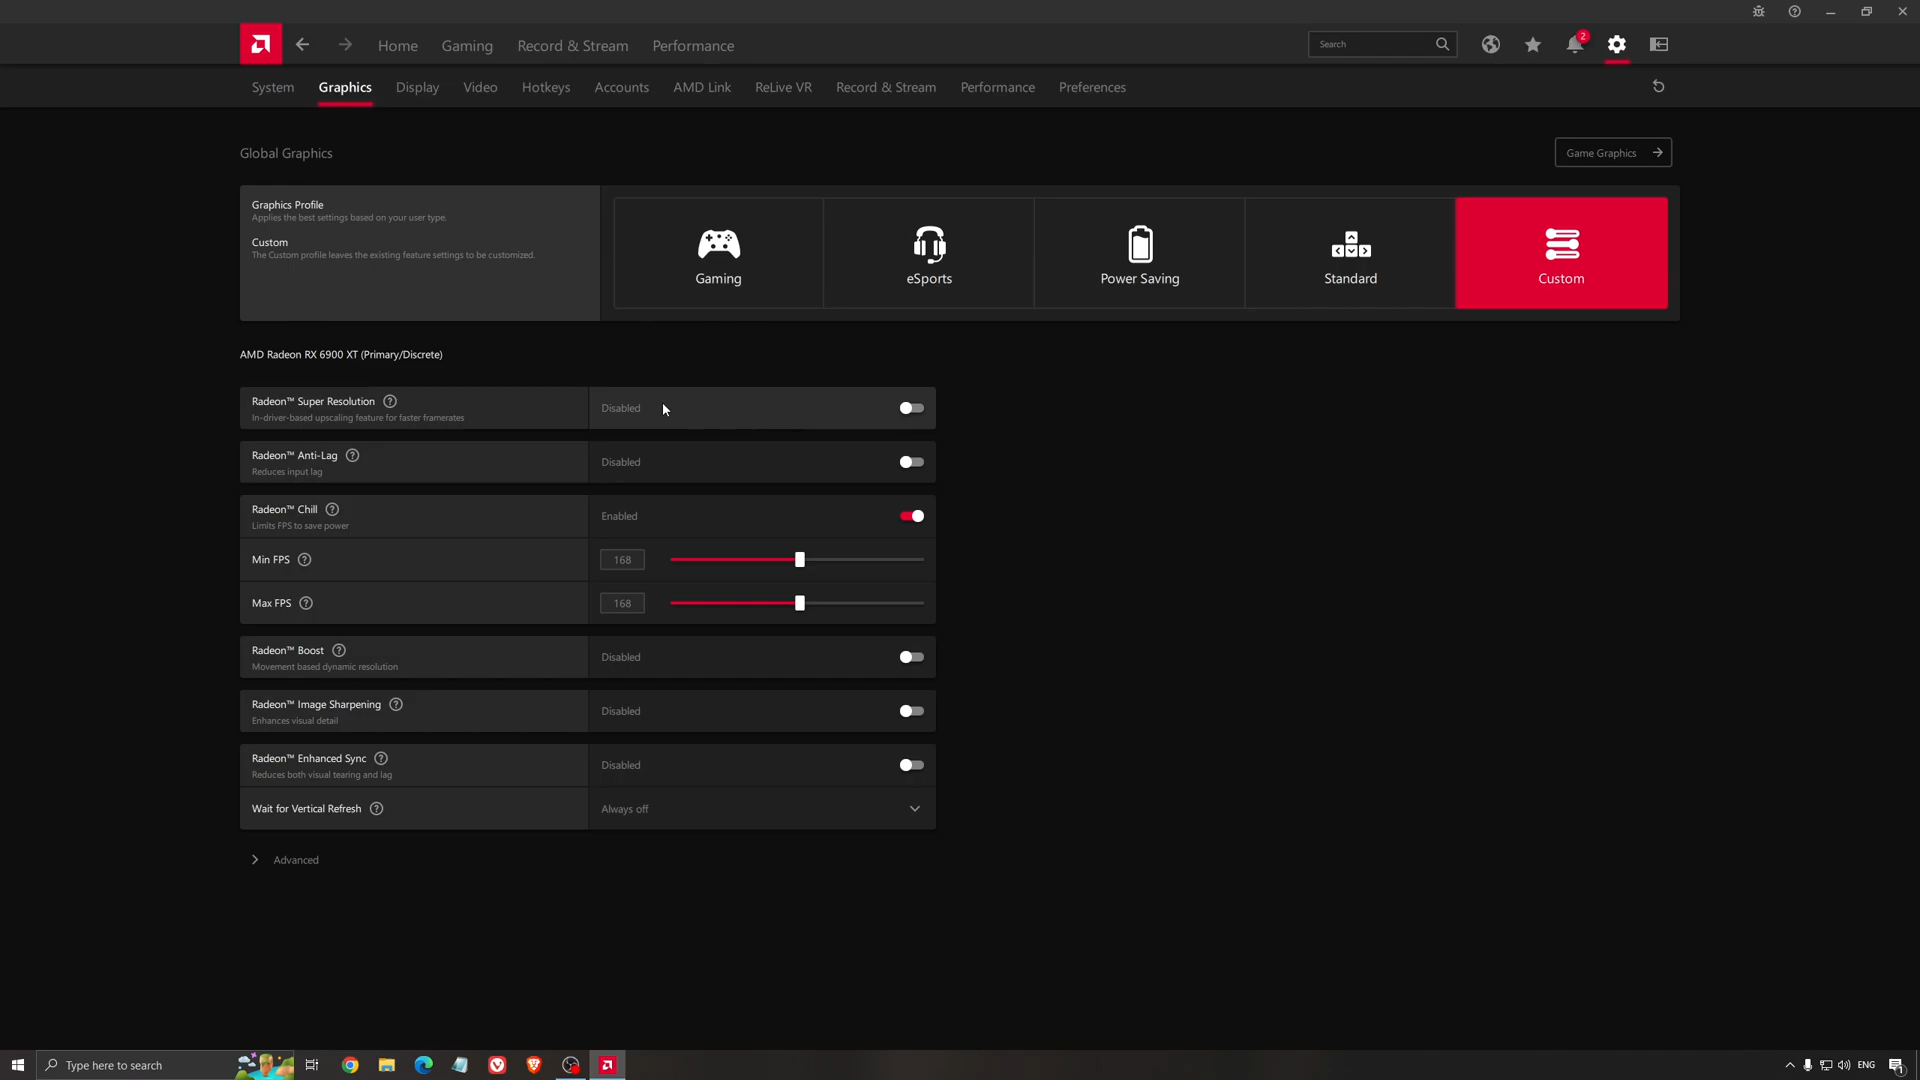 Home Gaming Record & Stream Performance Search 2
System Graphics Display Video Hotkeys Accounts AMD Link ReLive VR Record & Stream Performance Preferences
Global Graphics
Game Graphics
Graphics Profile
Applies the best settings based on your user type.
Custom
The Custom profile leaves the existing feature settings to be customized.
Gaming eSports Power Saving Standard Custom
AMD Radeon RX 6900 XT (Primary/Discrete)
Radeon™ Super Resolution ?
In-driver-based upscaling feature for faster framerates
Disabled
Radeon™ Anti-Lag ?
Reduces input lag
Disabled
Radeon™ Chill ?
Limits FPS to save power
Enabled
Min FPS ? 168
Max FPS ? 168
Radeon™ Boost ?
Movement based dynamic resolution
Disabled
Radeon™ Image Sharpening ?
Enhances visual detail
Disabled
Radeon™ Enhanced Sync ?
Reduces both visual tearing and lag
Disabled
Wait for Vertical Refresh ? Always off
Advanced
Type here to search ENG 1